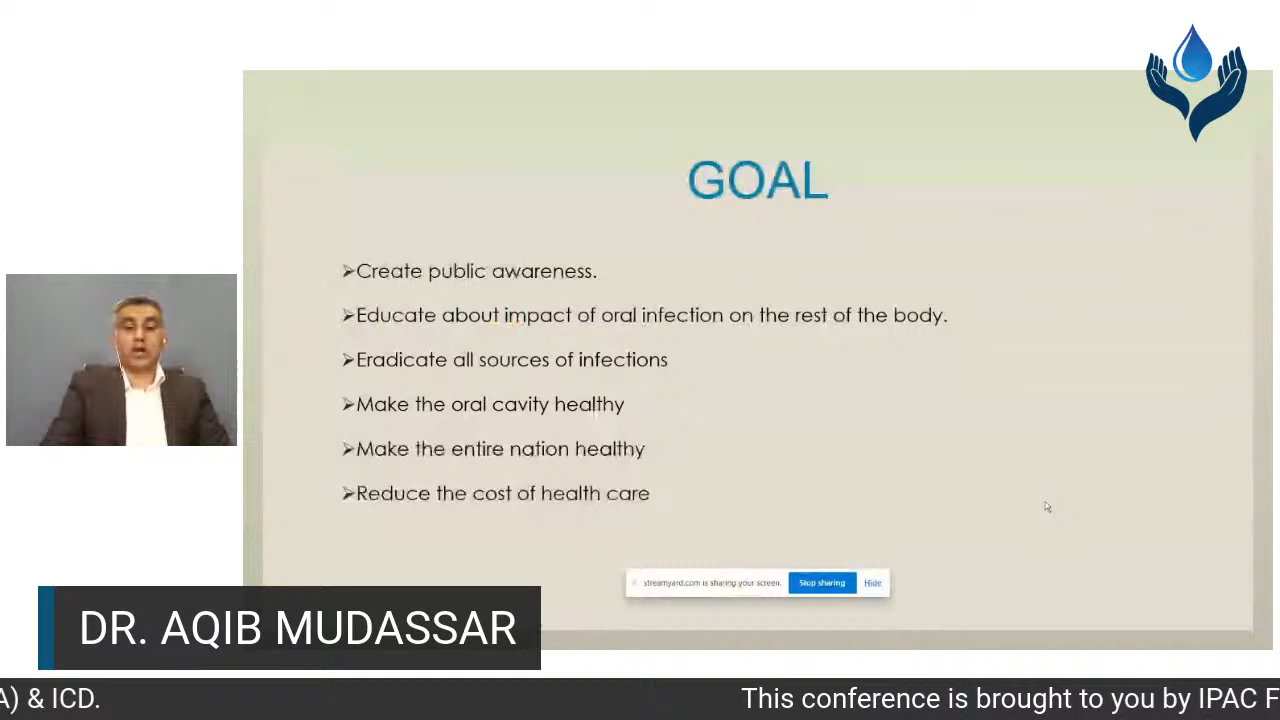 GOAL
➢Create public awareness.
➢Educate about impact of oral infection on the rest of the body.
➢Eradicate all sources of infections
➢Make the oral cavity healthy
➢Make the entire nation healthy
➢Reduce the cost of health care
streamyard.com is sharing your screen. Stop sharing Hide
DR. AQIB MUDASSAR
A) & ICD. This conference is brought to you by IPAC F